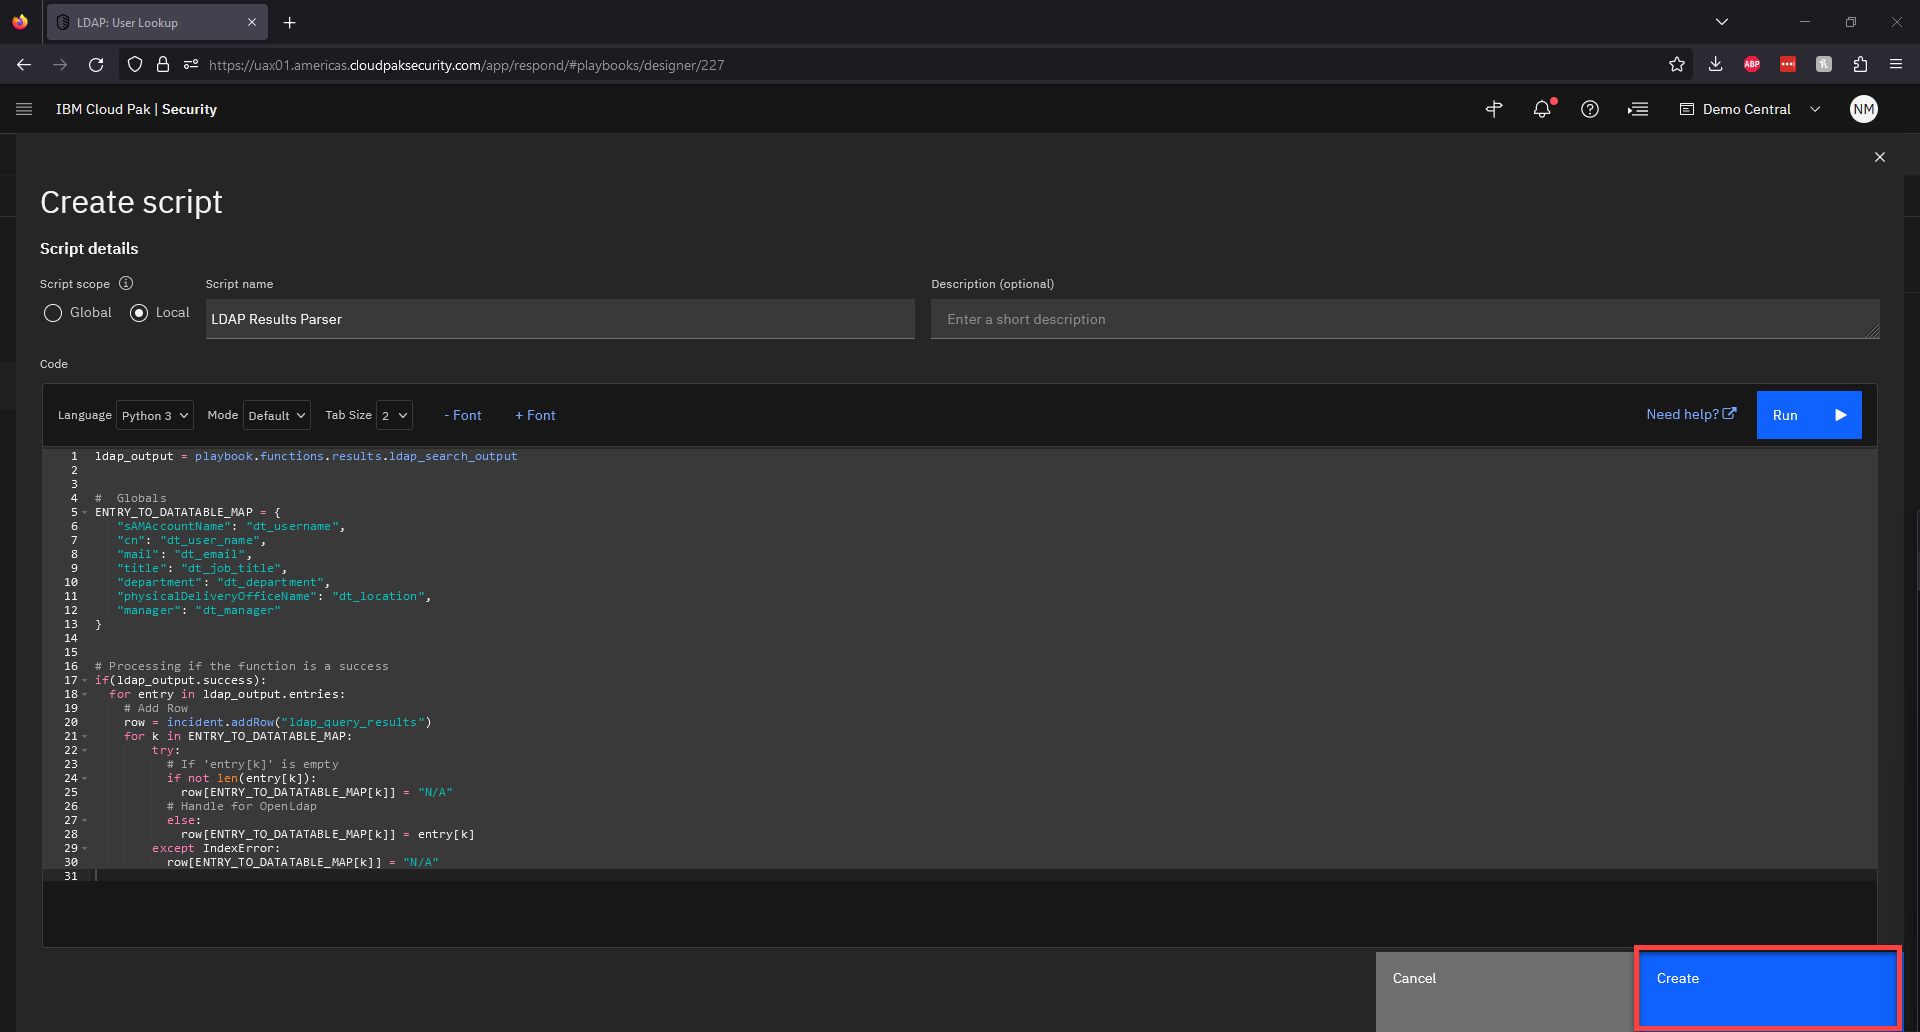 LDAP: User Lookup
https://uax01.americas.cloudpaksecurity.com/app/respond/#playbooks/designer/227
ABP
IBM Cloud Pak | Security
Demo Central
NM
Create script
Script details
Script scope
Script name
Description (optional)
Global
Local
LDAP Results Parser
Enter a short description
Code
Language Python 3 Mode Default Tab Size 2 - Font + Font
Need help?
Run
1 ldap_output = playbook.functions.results.ldap_search_output
2
3
4 #  Globals
5 ENTRY_TO_DATATABLE_MAP = {
6    "sAMAccountName": "dt_username",
7    "cn": "dt_user_name",
8    "mail": "dt_email",
9    "title": "dt_job_title",
10    "department": "dt_department",
11    "physicalDeliveryOfficeName": "dt_location",
12    "manager": "dt_manager"
13 }
14
15
16 # Processing if the function is a success
17 if(ldap_output.success):
18   for entry in ldap_output.entries:
19     # Add Row
20     row = incident.addRow("ldap_query_results")
21     for k in ENTRY_TO_DATATABLE_MAP:
22         try:
23           # If 'entry[k]' is empty
24           if not len(entry[k]):
25             row[ENTRY_TO_DATATABLE_MAP[k]] = "N/A"
26           # Handle for OpenLdap
27           else:
28             row[ENTRY_TO_DATATABLE_MAP[k]] = entry[k]
29         except IndexError:
30           row[ENTRY_TO_DATATABLE_MAP[k]] = "N/A"
31
Cancel
Create